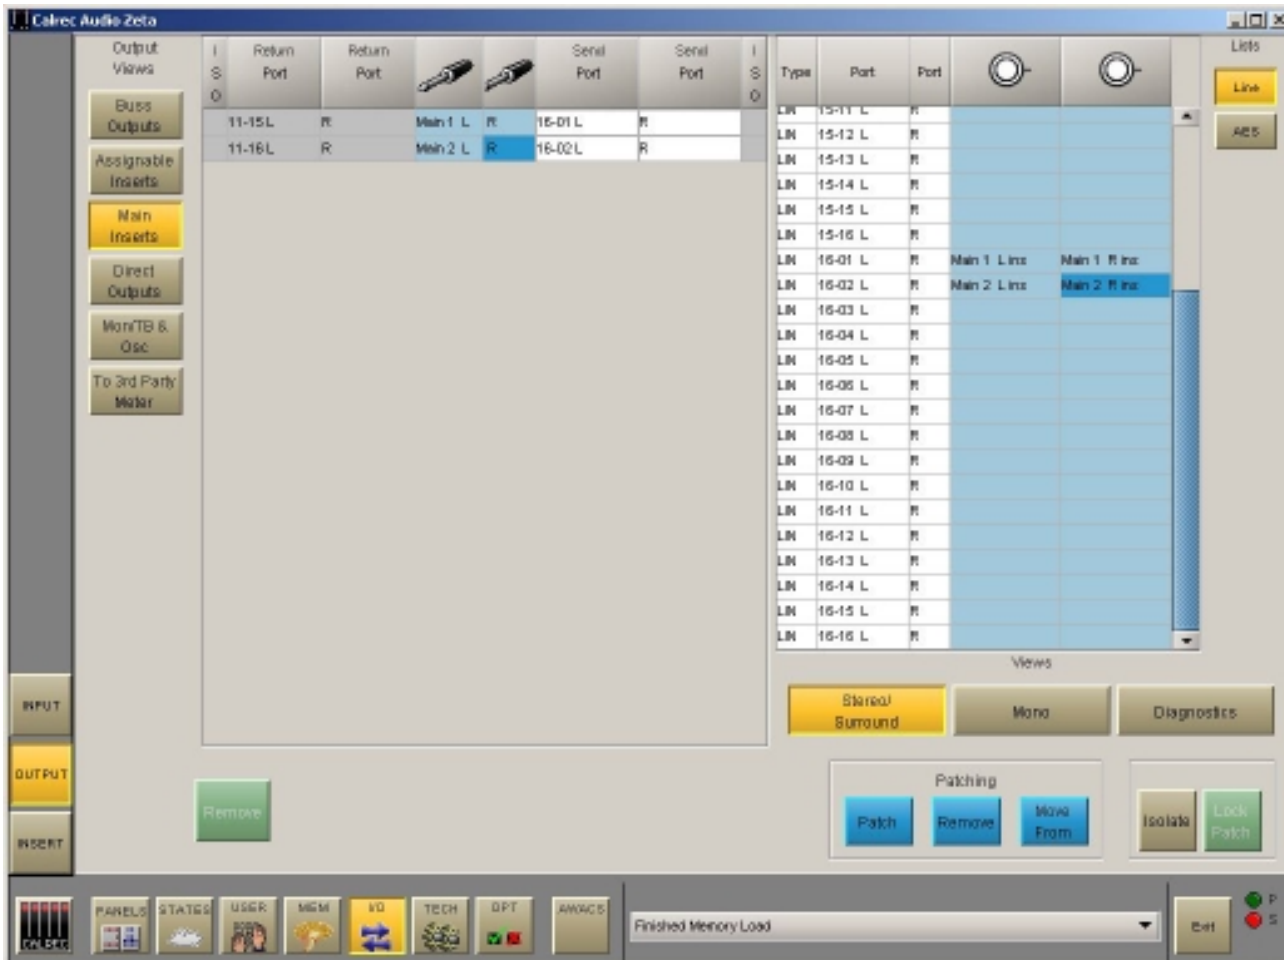 Calrec Audio Zeta
Output Views
Buss Outputs
Assignable Inserts
Main Inserts
Direct Outputs
Mon/TB & Osc
To 3rd Party Meter
I S O Return Port Return Port Send Port Send Port I S O
11-15 L R Main 1 L R 16-01 L R
11-16 L R Main 2 L R 16-02 L R
Type Port Port
LIN 15-11 L R
LIN 15-12 L R
LIN 15-13 L R
LIN 15-14 L R
LIN 15-15 L R
LIN 15-16 L R
LIN 16-01 L R Main 1 L ins Main 1 R ins
LIN 16-02 L R Main 2 L ins Main 2 R ins
LIN 16-03 L R
LIN 16-04 L R
LIN 16-05 L R
LIN 16-06 L R
LIN 16-07 L R
LIN 16-08 L R
LIN 16-09 L R
LIN 16-10 L R
LIN 16-11 L R
LIN 16-12 L R
LIN 16-13 L R
LIN 16-14 L R
LIN 16-15 L R
LIN 16-16 L R
Lists
Line
AES
Views
Stereo/ Surround
Mono
Diagnostics
INPUT
OUTPUT
INSERT
Remove
Patching
Patch
Remove
Move From
Isolate
Lock Patch
CALREC
PANELS
STATES
USER
MEM
I/O
TECH
OPT
AWACS
Finished Memory Load
Exit
P
S